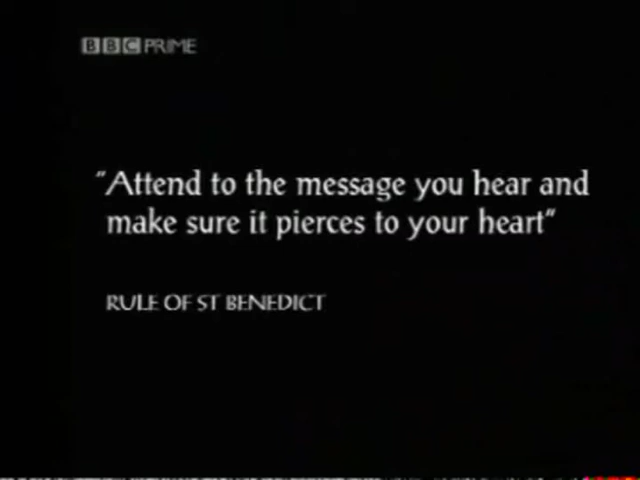 BBC PRIME
"Attend to the message you hear and
make sure it pierces to your heart"
RULE OF ST BENEDICT